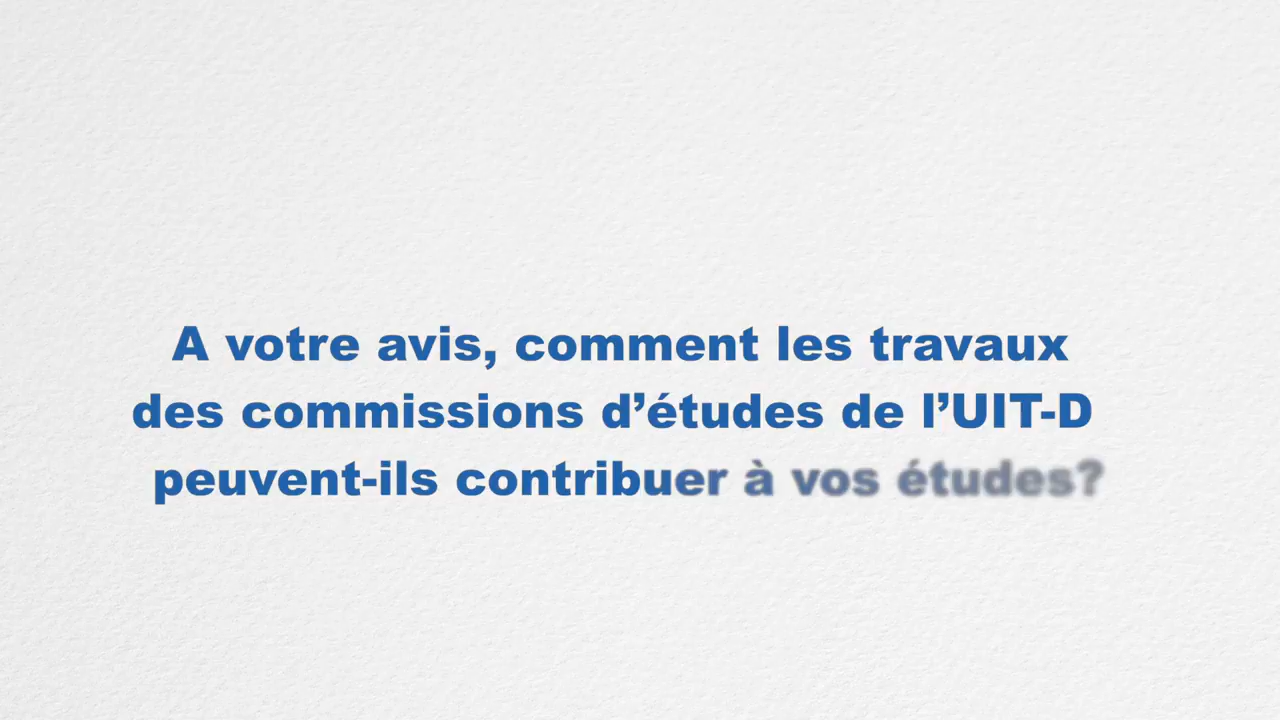 A votre avis, comment les travaux
des commissions d’études de l’UIT-D
peuvent-ils contribuer à vos études?